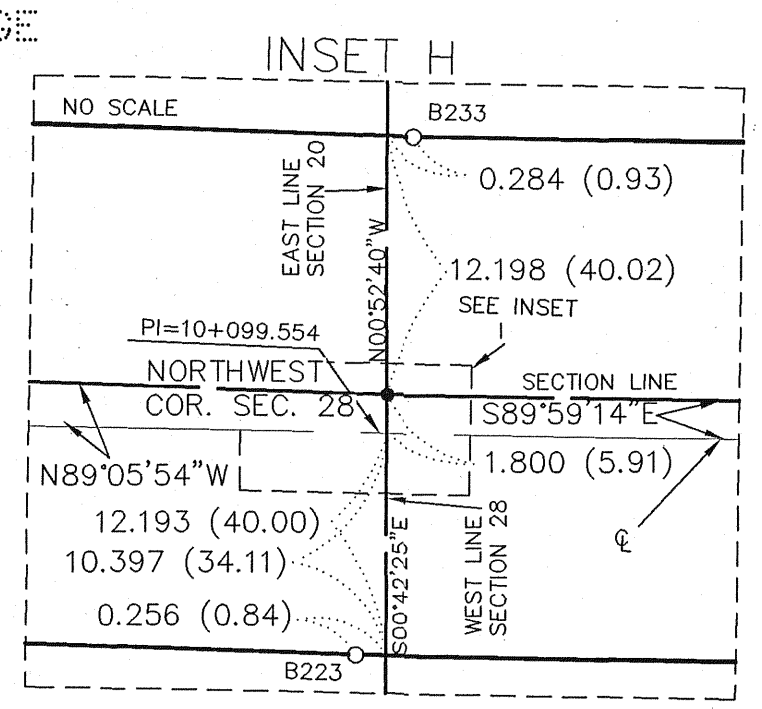 INSET H
NO SCALE
B233
0.284 (0.93)
EAST LINE
SECTION 20
N00°52'40"W
12.198 (40.02)
SEE INSET
PI=10+099.554
NORTHWEST
COR. SEC. 28
SECTION LINE
S89°59'14"E
N89°05'54"W
1.800 (5.91)
12.193 (40.00)
10.397 (34.11)
0.256 (0.84)
S00°42'25"E
WEST LINE
SECTION 28
℄
B223